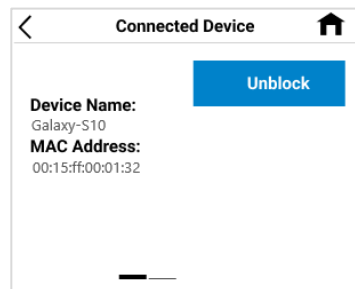 Connected Device
Unblock
Device Name:
Galaxy-S10
MAC Address:
00:15:ff:00:01:32